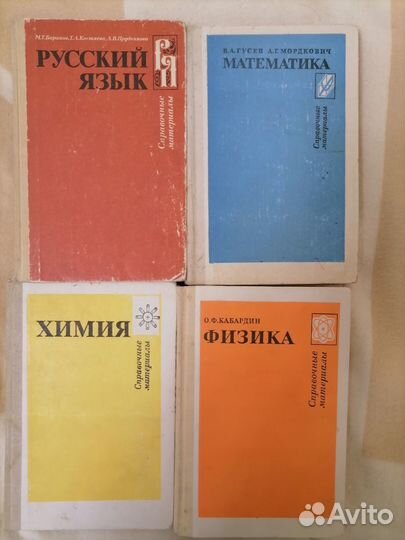 М.Т. Баранов, Т.А. Костяева, А.В. Прудникова
РУССКИЙ
ЯЗЫК
Справочные
материалы
В.А. ГУСЕВ А.Г. МОРДКОВИЧ
МАТЕМАТИКА
Справочные
материалы
ХИМИЯ
Справочные
материалы
О.Ф. КАБАРДИН
ФИЗИКА
Справочные
материалы
Avito